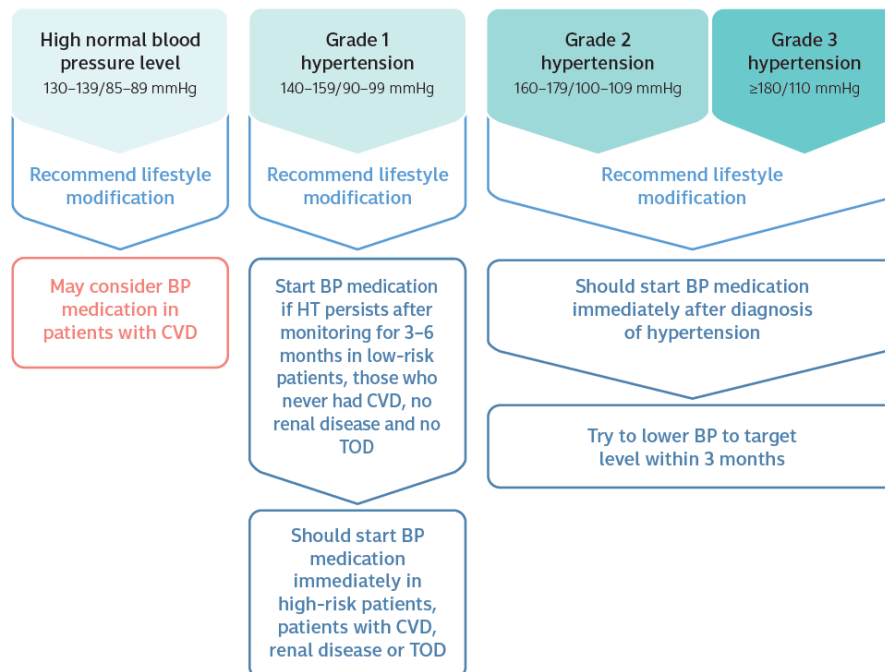 High normal blood
pressure level
130–139/85–89 mmHg
Recommend lifestyle
modification
May consider BP
medication in
patients with CVD
Grade 1
hypertension
140–159/90–99 mmHg
Recommend lifestyle
modification
Start BP medication
if HT persists after
monitoring for 3–6
months in low-risk
patients, those who
never had CVD, no
renal disease and no
TOD
Should start BP
medication
immediately in
high-risk patients,
patients with CVD,
renal disease or TOD
Grade 2
hypertension
160–179/100–109 mmHg
Grade 3
hypertension
≥180/110 mmHg
Recommend lifestyle
modification
Should start BP medication
immediately after diagnosis
of hypertension
Try to lower BP to target
level within 3 months